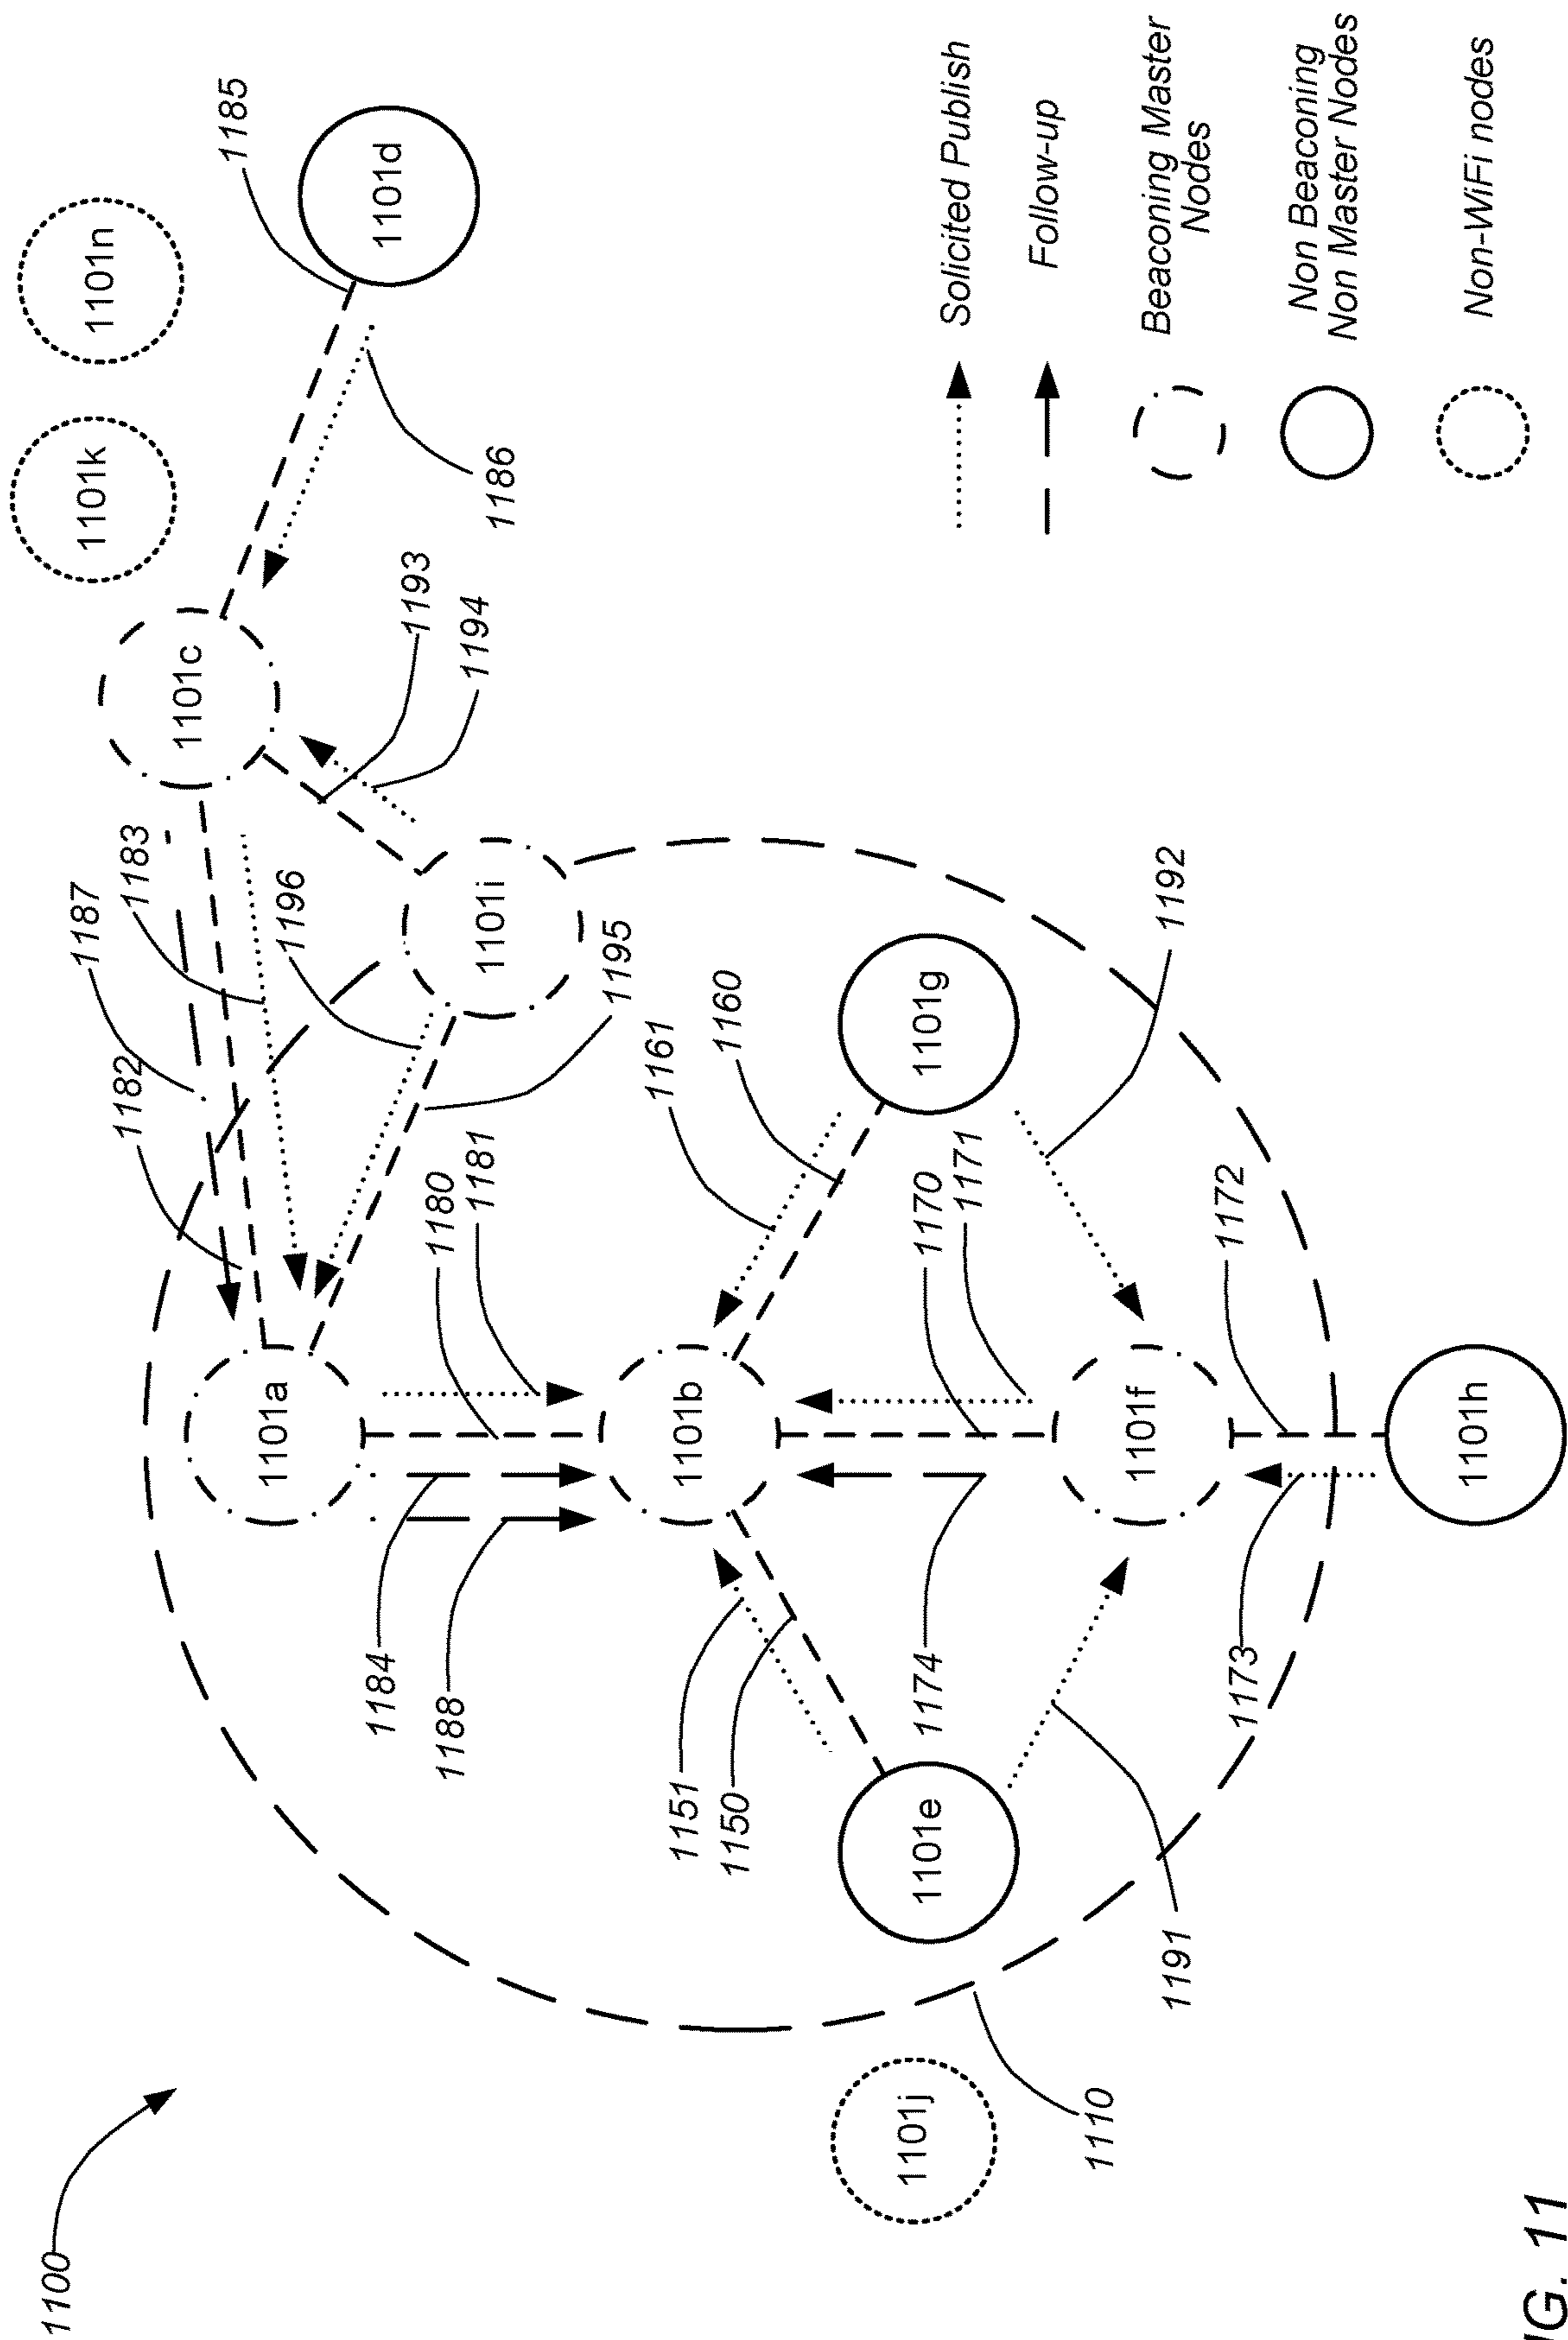 1100
1101k
1101n
1187
1182
1183
1101c
1185
1101a
1196
1184
1101d
1193
1180
1188
1194
1181
1101i
1186
1195
1161
1151
1101b
1160
1150
1101j
1101e
1174
1170
1101g
1171
1110
1101f
1192
1191
1172
1173
1101h
Solicited Publish
Follow-up
Beaconing Master
Nodes
Non Beaconing
Non Master Nodes
Non-WiFi nodes
IG. 11